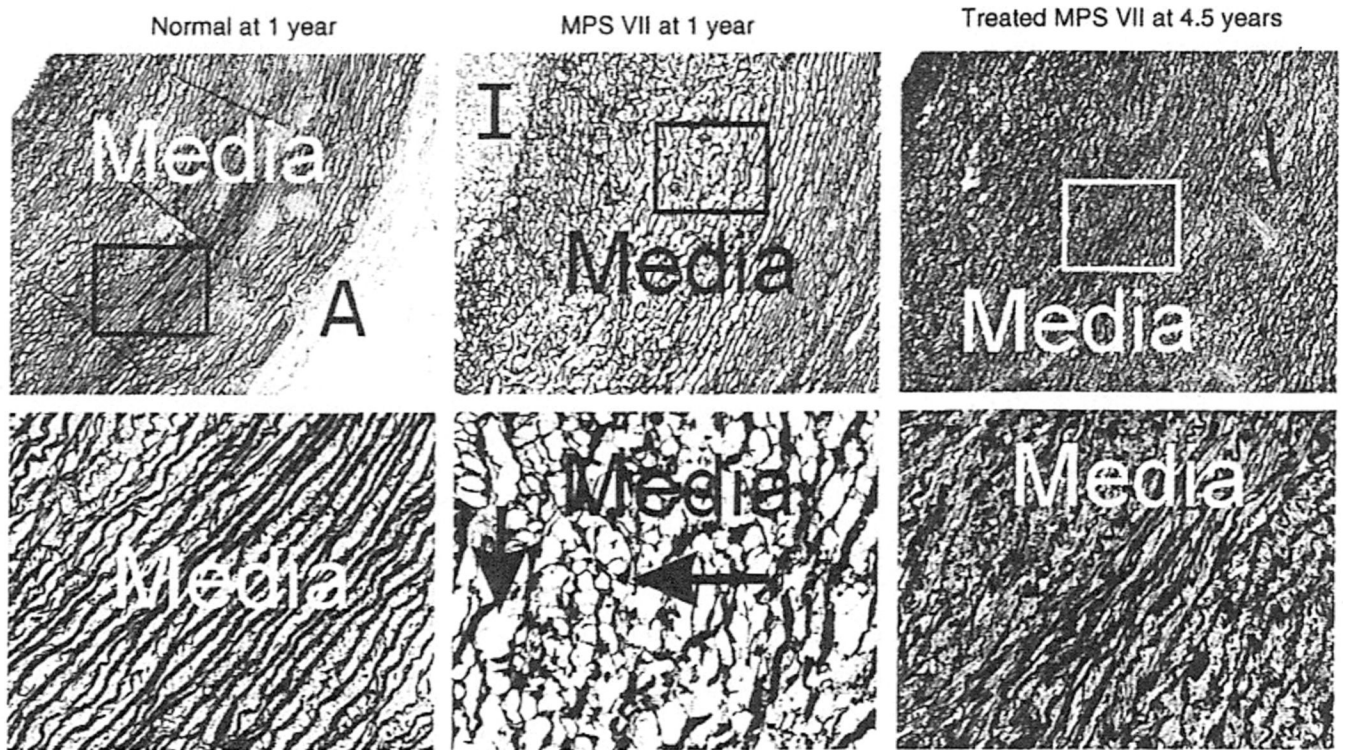 Normal at 1 year
MPS VII at 1 year
Treated MPS VII at 4.5 years
Media
A
I
Media
Media
Media
Media
Media